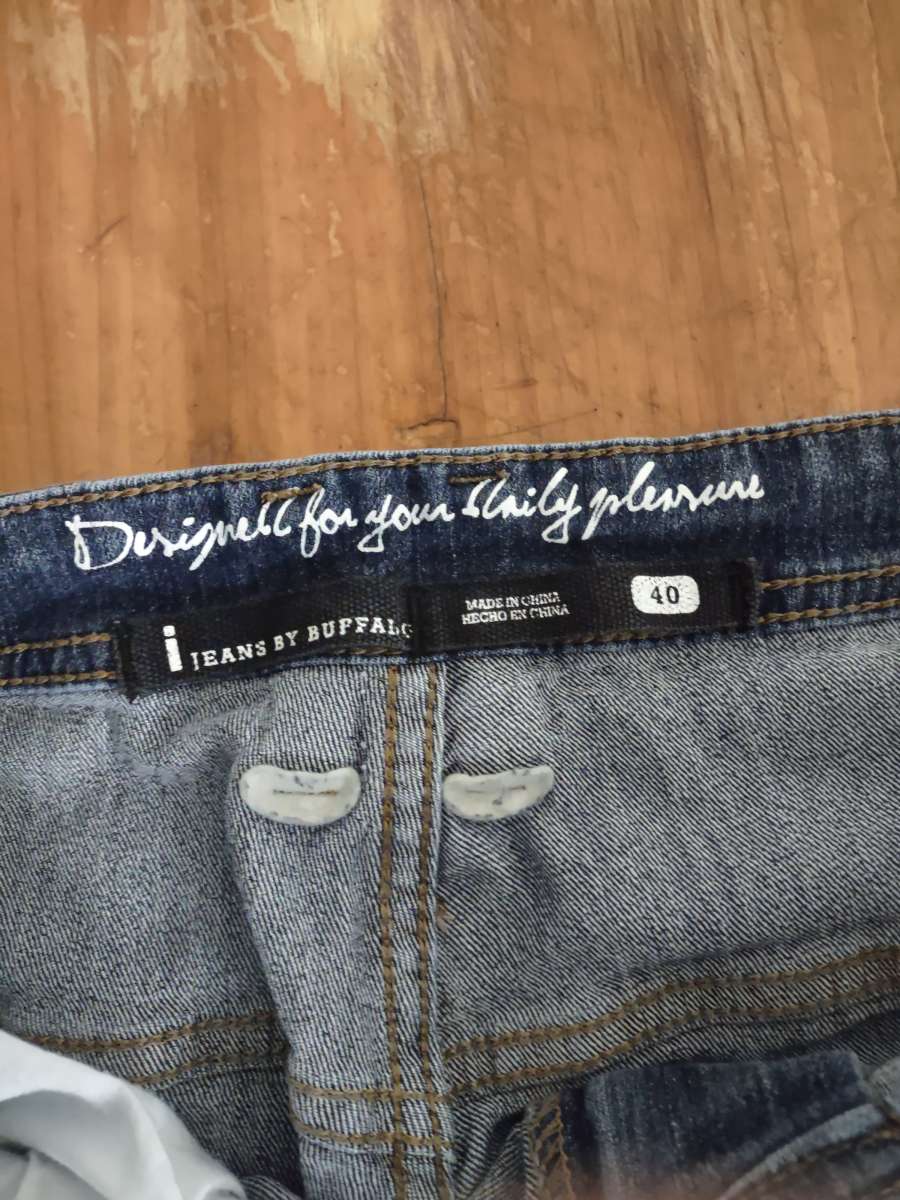 Designed for your daily pleasure
i JEANS BY BUFFALO
MADE IN CHINA
HECHO EN CHINA
40